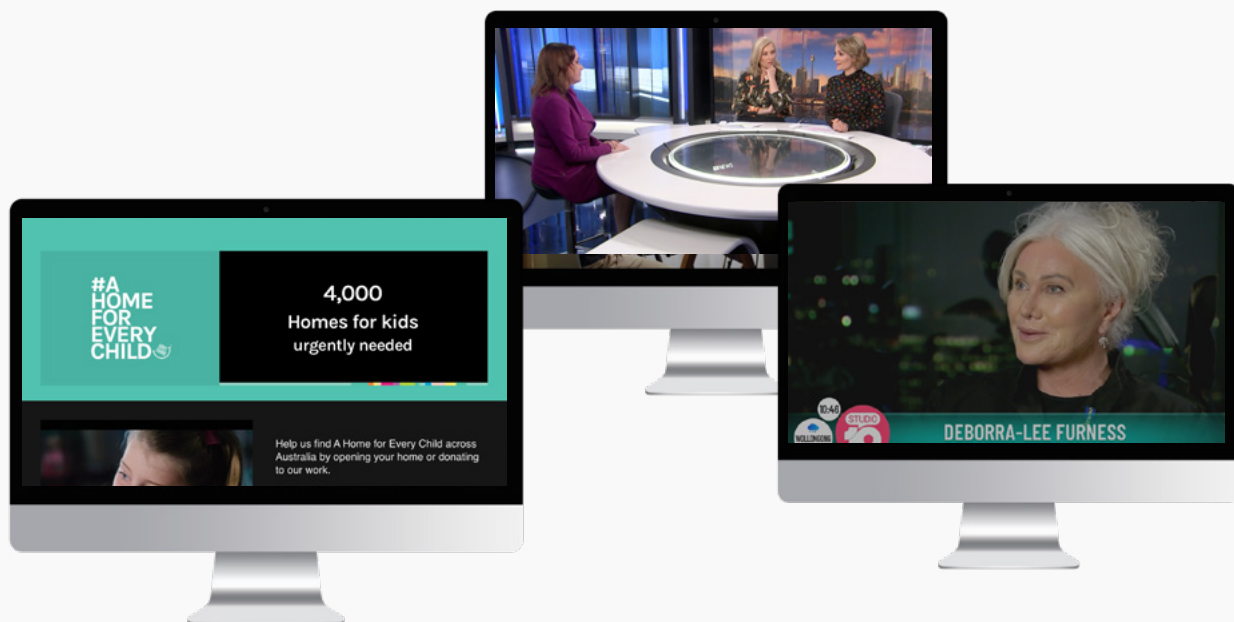 #A
HOME
FOR
EVERY
CHILD
4,000
Homes for kids
urgently needed
Help us find A Home for Every Child across
Australia by opening your home or donating
to our work.
NEWS
10:46
WOLLONGONG
STUDIO
10
DEBORRA-LEE FURNESS